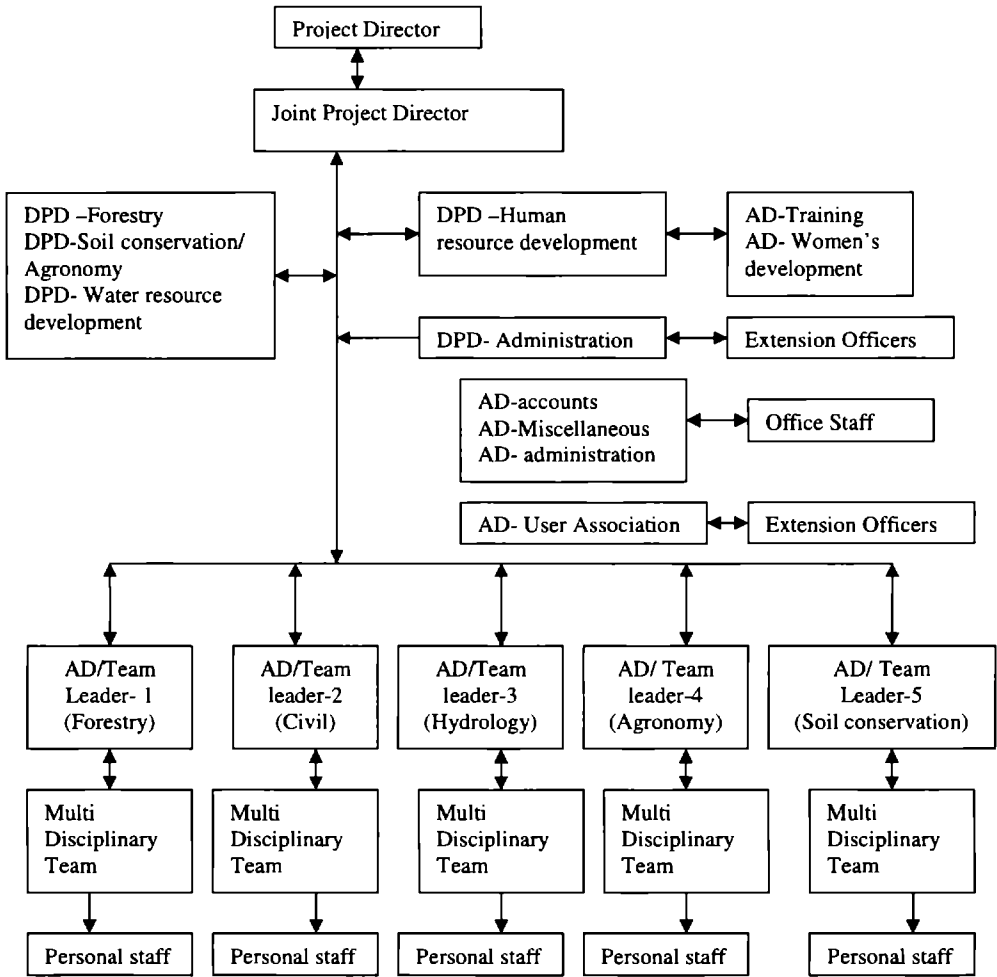 Project Director
Joint Project Director
DPD –Forestry
DPD-Soil conservation/
Agronomy
DPD- Water resource
development
DPD –Human
resource development
AD-Training
AD- Women's
development
DPD- Administration
Extension Officers
AD-accounts
AD-Miscellaneous
AD- administration
Office Staff
AD- User Association
Extension Officers
AD/Team
Leader- 1
(Forestry)
AD/Team
leader-2
(Civil)
AD/Team
leader-3
(Hydrology)
AD/ Team
leader-4
(Agronomy)
AD/ Team
Leader-5
(Soil conservation)
Multi
Disciplinary
Team
Multi
Disciplinary
Team
Multi
Disciplinary
Team
Multi
Disciplinary
Team
Multi
Disciplinary
Team
Personal staff
Personal staff
Personal staff
Personal staff
Personal staff